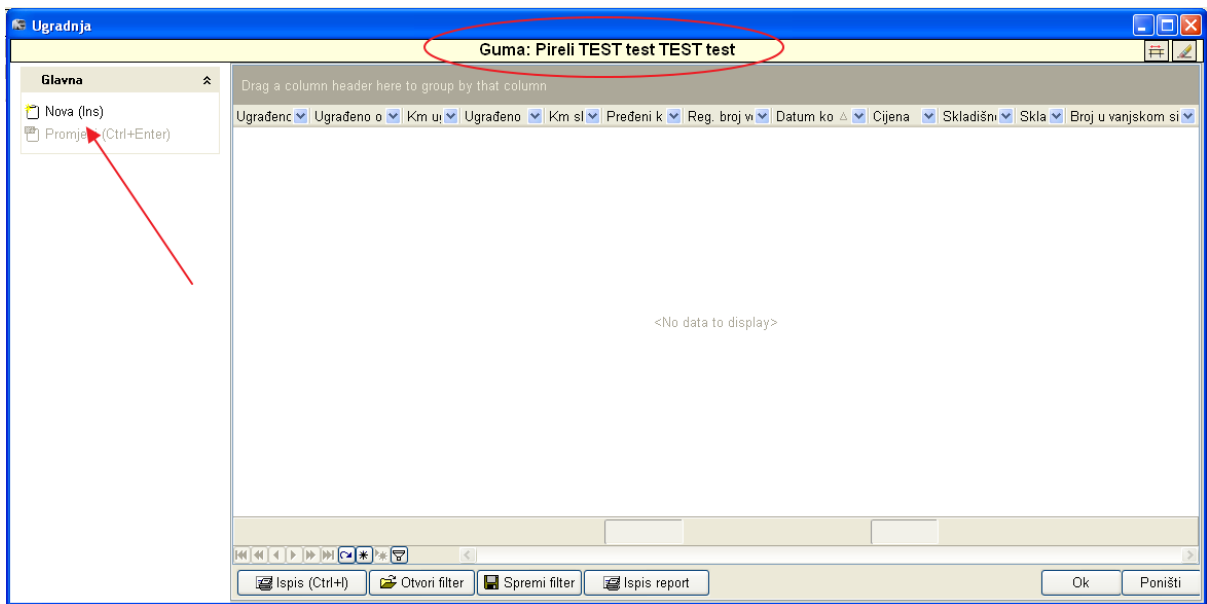 Ugradnja
Guma: Pireli TEST test TEST test
Glavna
Nova (Ins)
(Ctrl+Enter)
Drag a column header here to group by that column
Ugrađenc Ugrađeno o Km uç Ugrađeno Km sl Pređeni k Reg. broj v Datum ko Cijena Skladišn Skla Broj u vanjskom si
<No data to display>
Ispis (Ctrl+I) Otvori filter Spremi filter Ispis report Ok Poništi